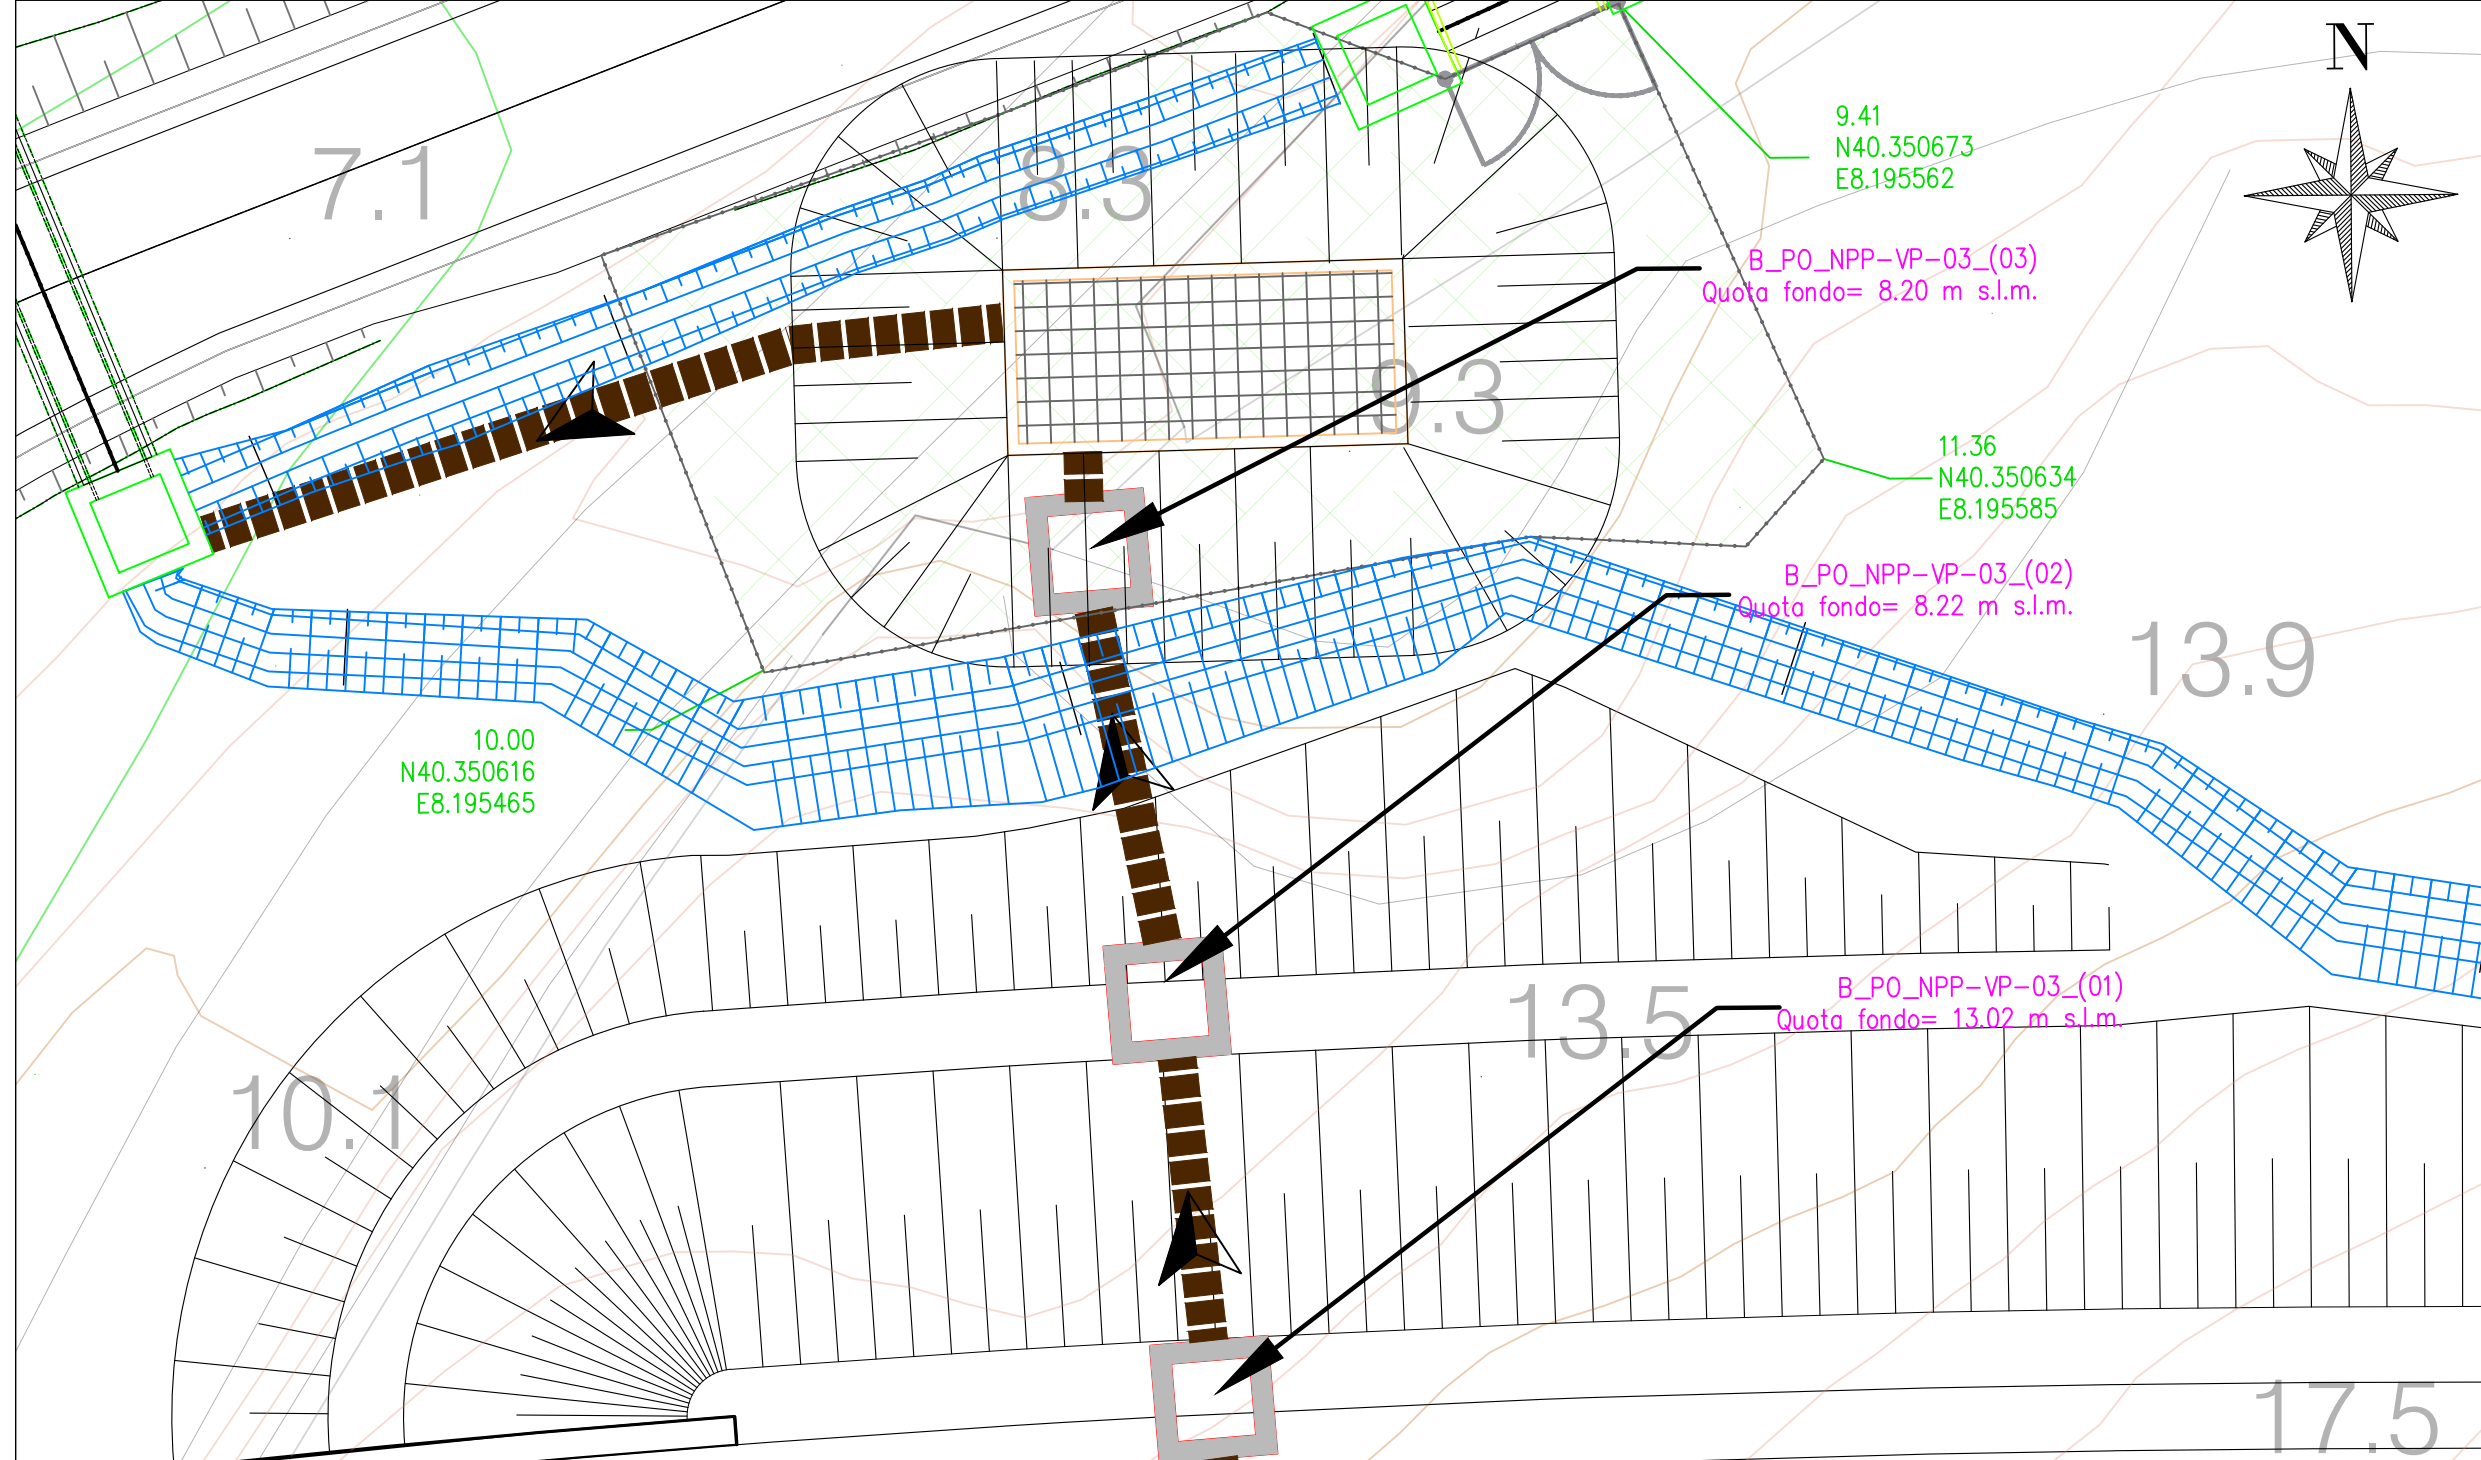 N
7.1
8.3
9.41
N40.350673
E8.195562
B_PO_NPP-VP-03_(03)
Quota fondo= 8.20 m s.l.m.
9.3
11.36
N40.350634
E8.195585
B_PO_NPP-VP-03_(02)
Quota fondo= 8.22 m s.l.m.
13.9
10.00
N40.350616
E8.195465
B_PO_NPP-VP-03_(01)
Quota fondo= 13.02 m s.l.m.
13.5
10.1
17.5